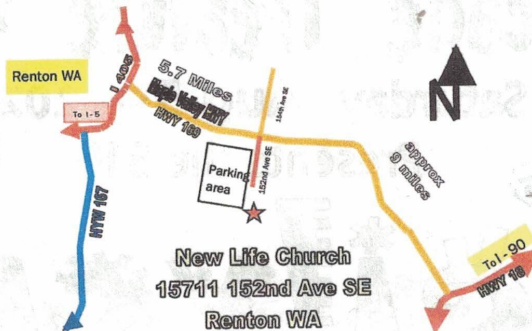 Renton WA
I 405
To I-5
5.7 Miles
Maple Valley HWY
HWY 169
154th Ave SE
N
HYW 167
Parking
area
152nd Ave SE
approx
9 miles
To I-90
HWY 18
New Life Church
15711 152nd Ave SE
Renton WA